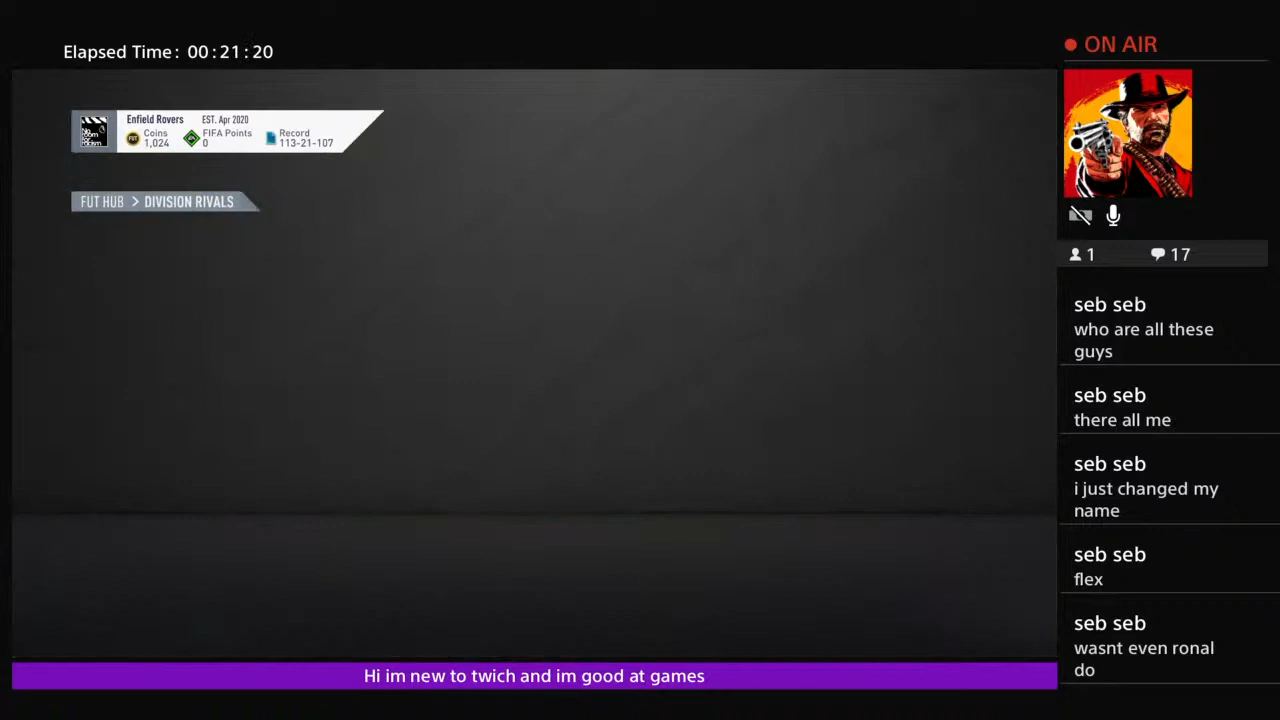 Elapsed Time: 00:21:20
ON AIR
Enfield Rovers EST. Apr 2020
Coins FIFA Points Record
1,024 0 113-21-107
FUT HUB > DIVISION RIVALS
1 17
seb seb
who are all these
guys
seb seb
there all me
seb seb
i just changed my
name
seb seb
flex
seb seb
wasnt even ronal
do
Hi im new to twich and im good at games